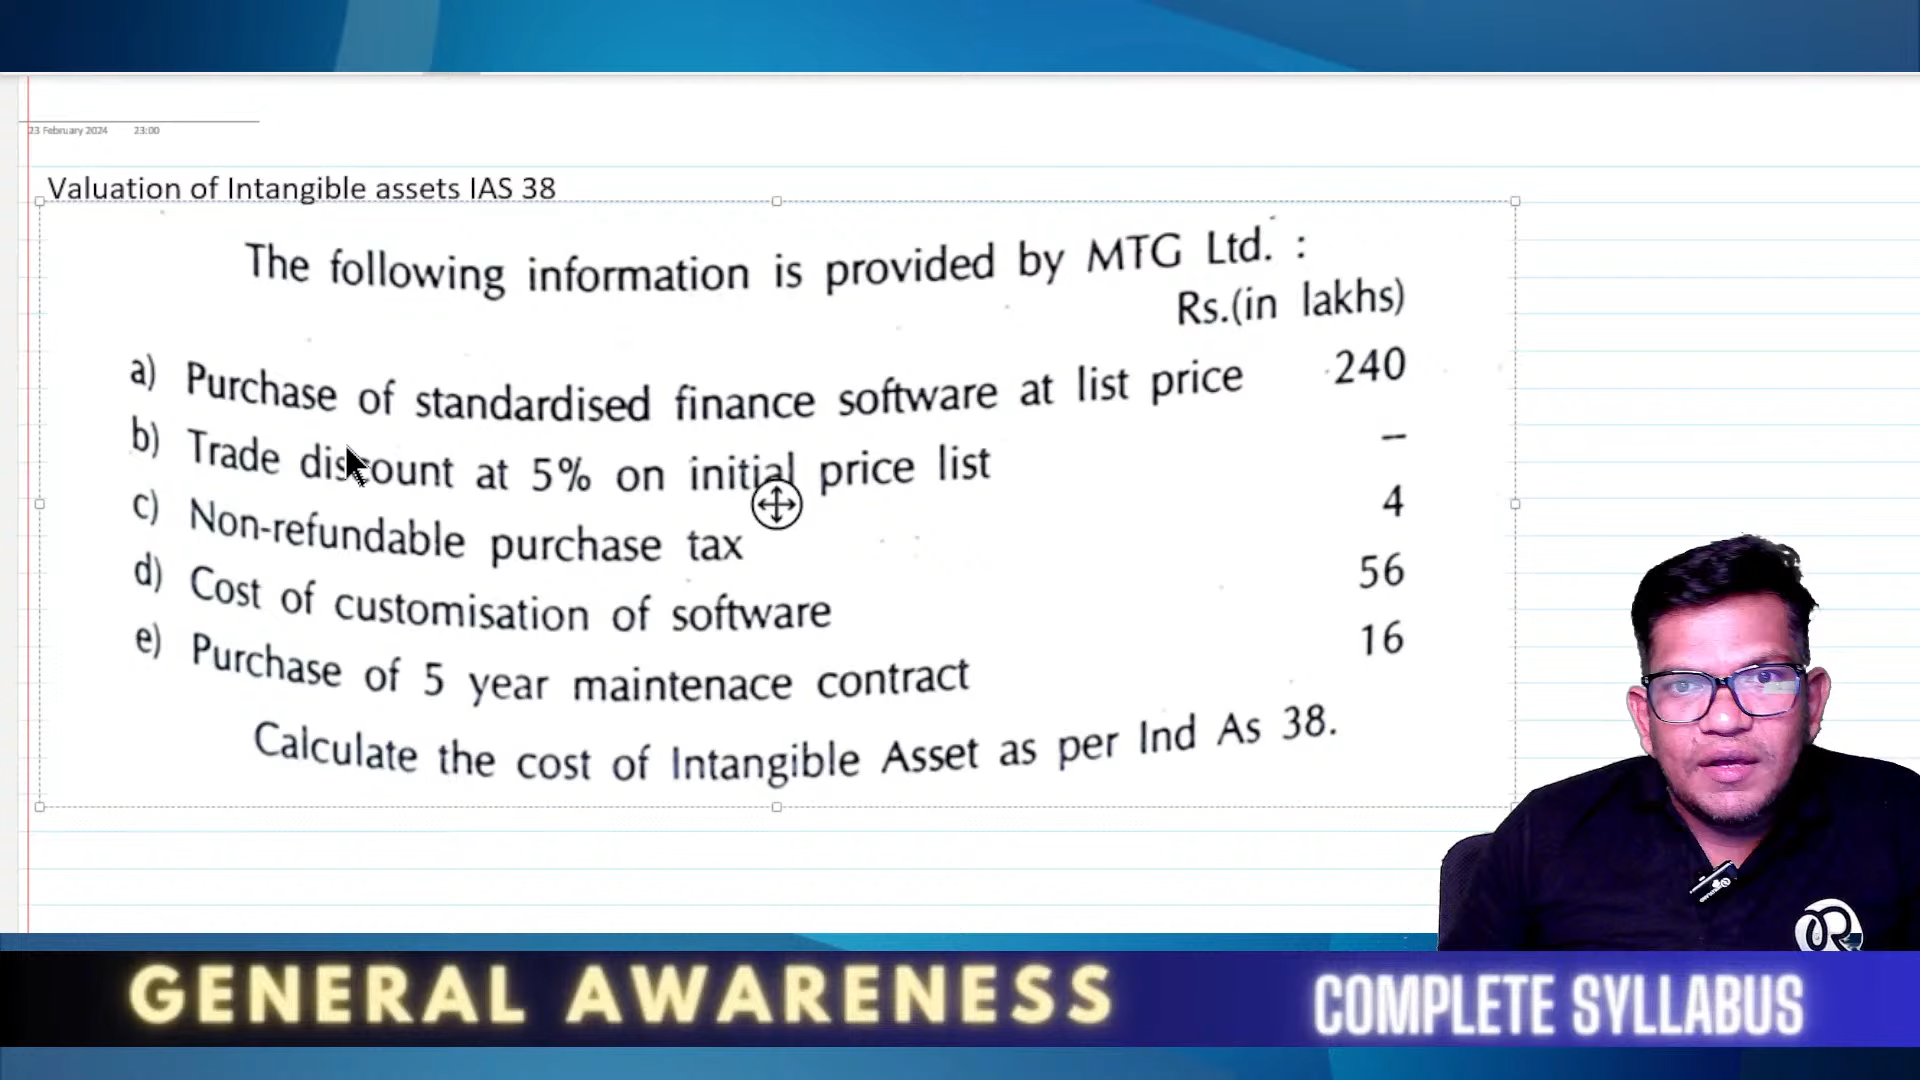 23 February 2024 23:00
Valuation of Intangible assets IAS 38
The following information is provided by MTG Ltd. :
Rs.(in lakhs)
a) Purchase of standardised finance software at list price 240
b) Trade discount at 5% on initial price list –
c) Non-refundable purchase tax 4
d) Cost of customisation of software 56
e) Purchase of 5 year maintenace contract 16
Calculate the cost of Intangible Asset as per Ind As 38.
GENERAL AWARENESS
COMPLETE SYLLABUS